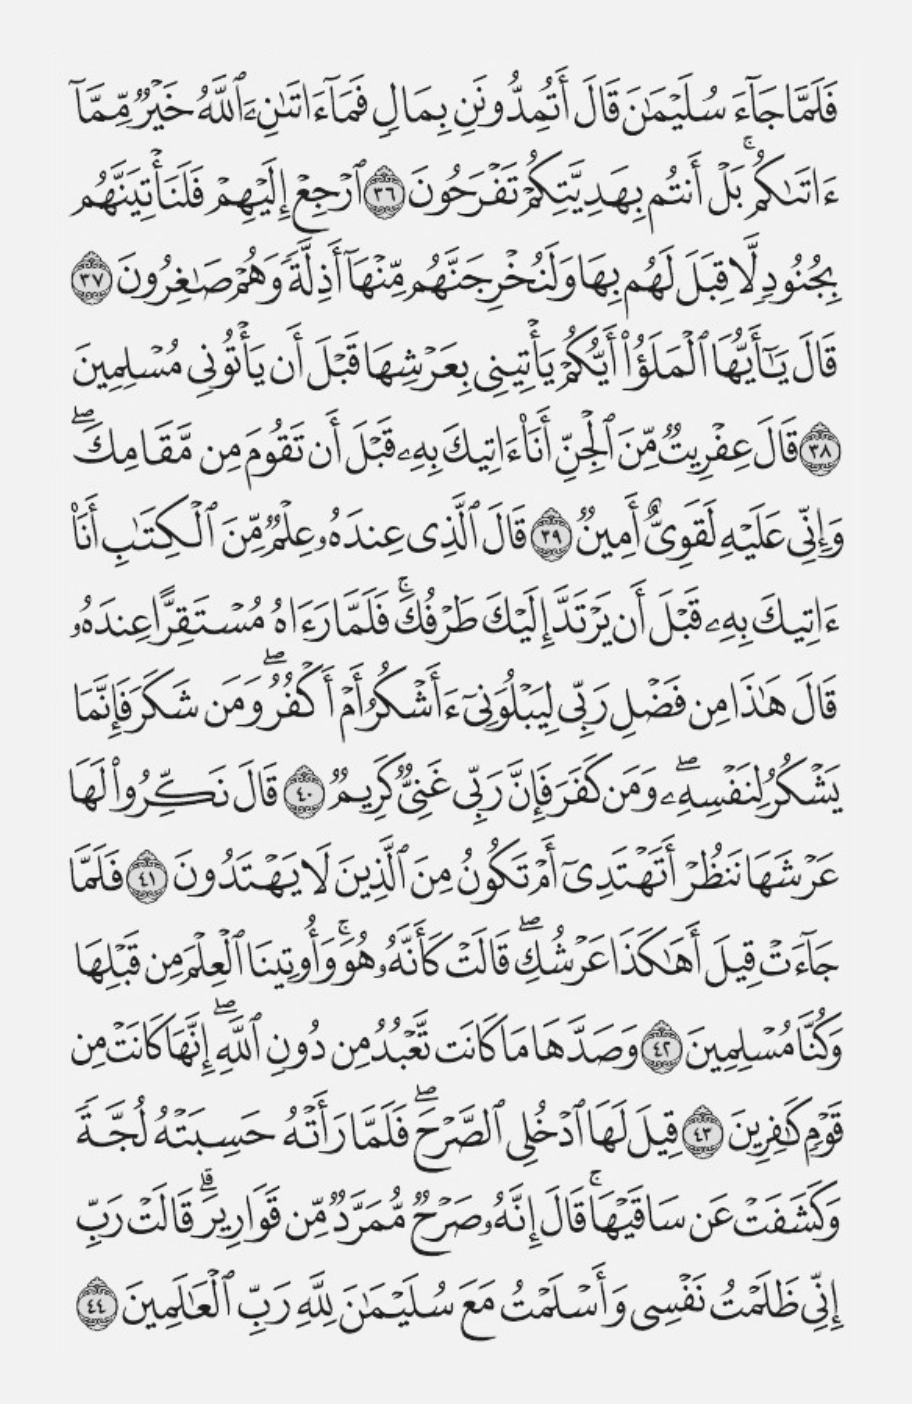 فَلَمَّا جَآءَ سُلَيْمَٰنَ قَالَ أَتُمِدُّونَنِ بِمَالٍ فَمَآ ءَاتَىٰنِۦَ ٱللَّهُ خَيْرٌ مِّمَّآ
ءَاتَىٰكُمۚ بَلْ أَنتُم بِهَدِيَّتِكُمْ تَفْرَحُونَ ٣٦ ٱرْجِعْ إِلَيْهِمْ فَلَنَأْتِيَنَّهُم
بِجُنُودٍ لَّا قِبَلَ لَهُم بِهَا وَلَنُخْرِجَنَّهُم مِّنْهَآ أَذِلَّةً وَهُمْ صَٰغِرُونَ ٣٧
قَالَ يَٰٓأَيُّهَا ٱلْمَلَؤُا۟ أَيُّكُمْ يَأْتِينِى بِعَرْشِهَا قَبْلَ أَن يَأْتُونِى مُسْلِمِينَ
٣٨ قَالَ عِفْرِيتٌ مِّنَ ٱلْجِنِّ أَنَا۠ ءَاتِيكَ بِهِۦ قَبْلَ أَن تَقُومَ مِن مَّقَامِكَۖ
وَإِنِّى عَلَيْهِ لَقَوِىٌّ أَمِينٌ ٣٩ قَالَ ٱلَّذِى عِندَهُۥ عِلْمٌ مِّنَ ٱلْكِتَٰبِ أَنَا۠
ءَاتِيكَ بِهِۦ قَبْلَ أَن يَرْتَدَّ إِلَيْكَ طَرْفُكَۚ فَلَمَّا رَءَاهُ مُسْتَقِرًّا عِندَهُۥ
قَالَ هَٰذَا مِن فَضْلِ رَبِّى لِيَبْلُوَنِىٓ ءَأَشْكُرُ أَمْ أَكْفُرُۖ وَمَن شَكَرَ فَإِنَّمَا
يَشْكُرُ لِنَفْسِهِۦۖ وَمَن كَفَرَ فَإِنَّ رَبِّى غَنِىٌّ كَرِيمٌ ٤٠ قَالَ نَكِّرُوا۟ لَهَا
عَرْشَهَا نَنظُرْ أَتَهْتَدِىٓ أَمْ تَكُونُ مِنَ ٱلَّذِينَ لَا يَهْتَدُونَ ٤١ فَلَمَّا
جَآءَتْ قِيلَ أَهَٰكَذَا عَرْشُكِۖ قَالَتْ كَأَنَّهُۥ هُوَۚ وَأُوتِينَا ٱلْعِلْمَ مِن قَبْلِهَا
وَكُنَّا مُسْلِمِينَ ٤٢ وَصَدَّهَا مَا كَانَت تَّعْبُدُ مِن دُونِ ٱللَّهِۖ إِنَّهَا كَانَتْ مِن
قَوْمٍ كَٰفِرِينَ ٤٣ قِيلَ لَهَا ٱدْخُلِى ٱلصَّرْحَۖ فَلَمَّا رَأَتْهُ حَسِبَتْهُ لُجَّةً
وَكَشَفَتْ عَن سَاقَيْهَاۚ قَالَ إِنَّهُۥ صَرْحٌ مُّمَرَّدٌ مِّن قَوَارِيرَۗ قَالَتْ رَبِّ
إِنِّى ظَلَمْتُ نَفْسِى وَأَسْلَمْتُ مَعَ سُلَيْمَٰنَ لِلَّهِ رَبِّ ٱلْعَٰلَمِينَ ٤٤